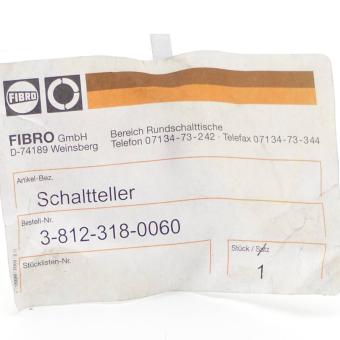 FIBRO
FIBRO GmbH
D-74189 Weinsberg
Bereich Rundschalttische
Telefon 07134-73-242 · Telefax 07134-73-344
Artikel-Bez.
Schaltteller
Bestell-Nr.
3-812-318-0060
Stücklisten-Nr.
Stück / Satz
1